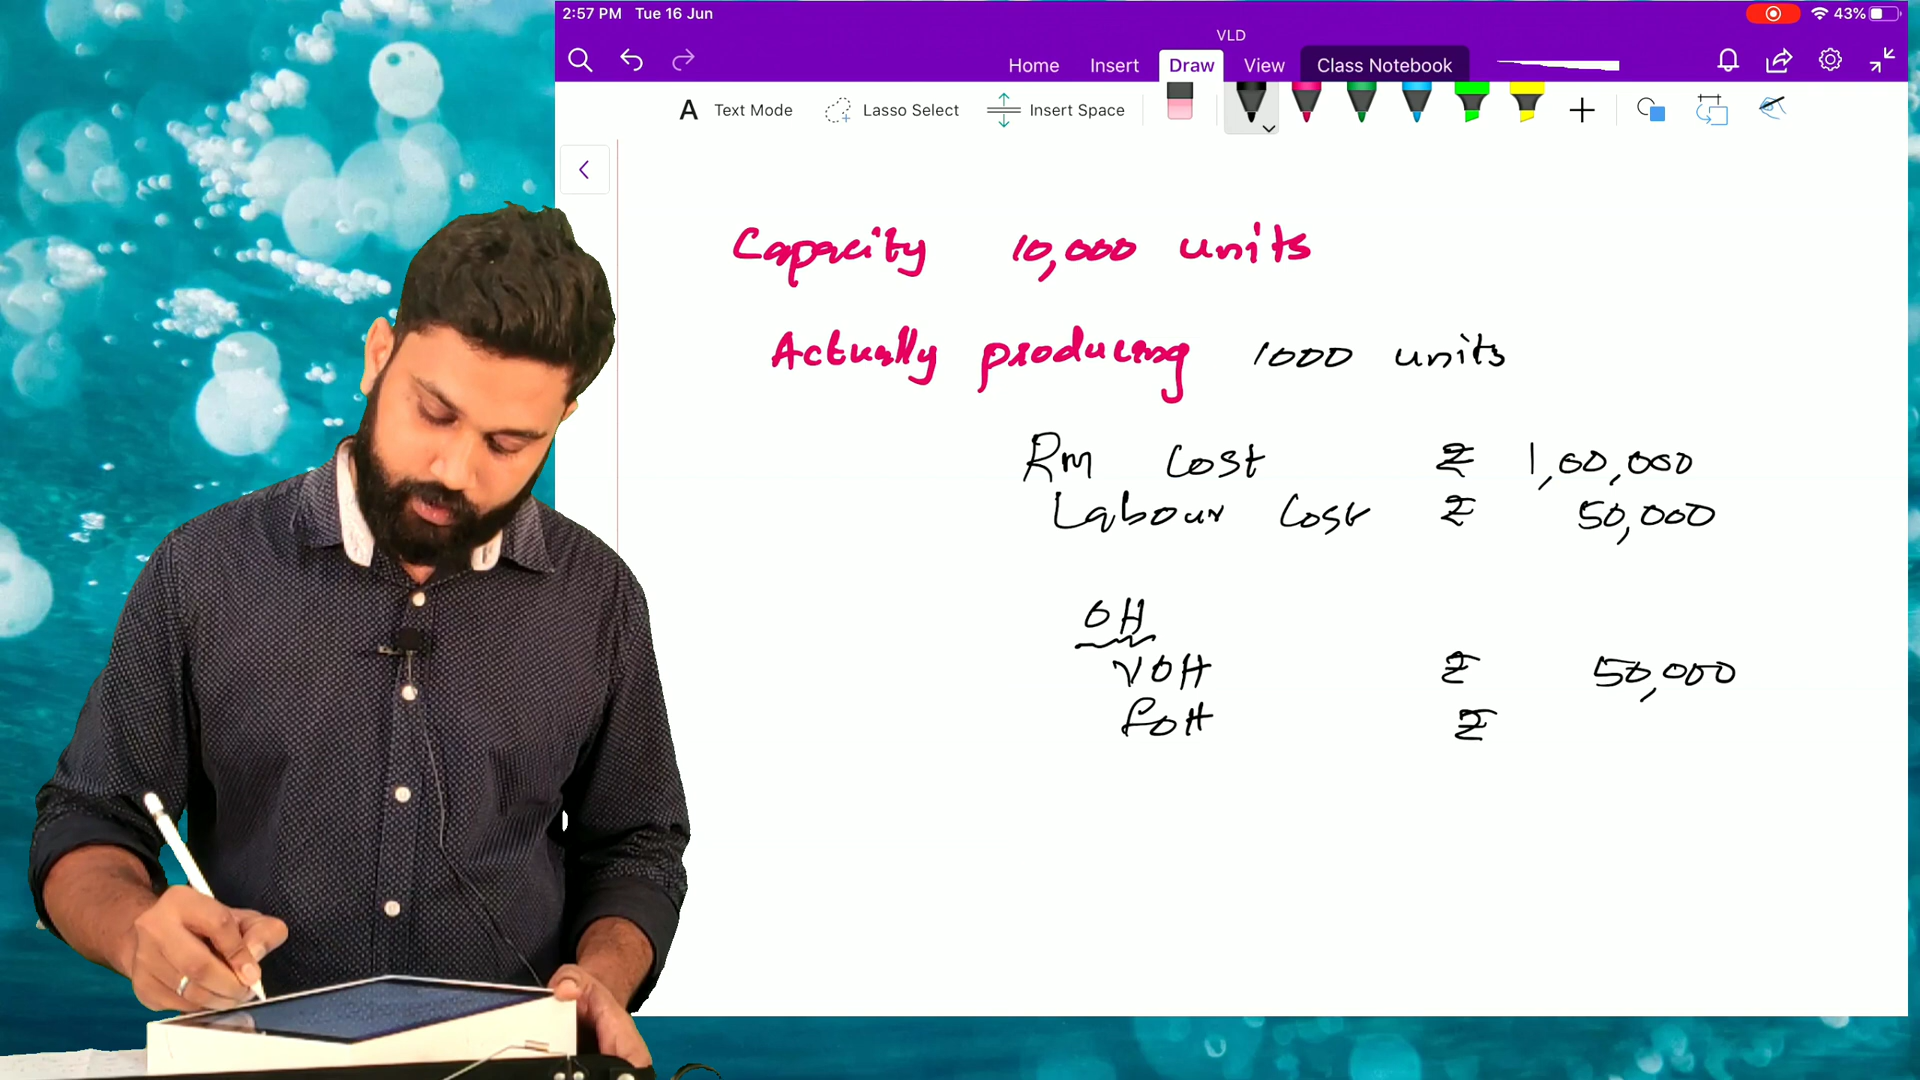 2:57 PM Tue 16 Jun
43%
VLD
Home Insert Draw View Class Notebook
A Text Mode Lasso Select Insert Space
Capacity 10,000 units
Actually producing 1000 units
Rm Cost ₹ 1,00,000
Labour Cost ₹ 50,000
OH
VOH ₹ 50,000
FOH ₹